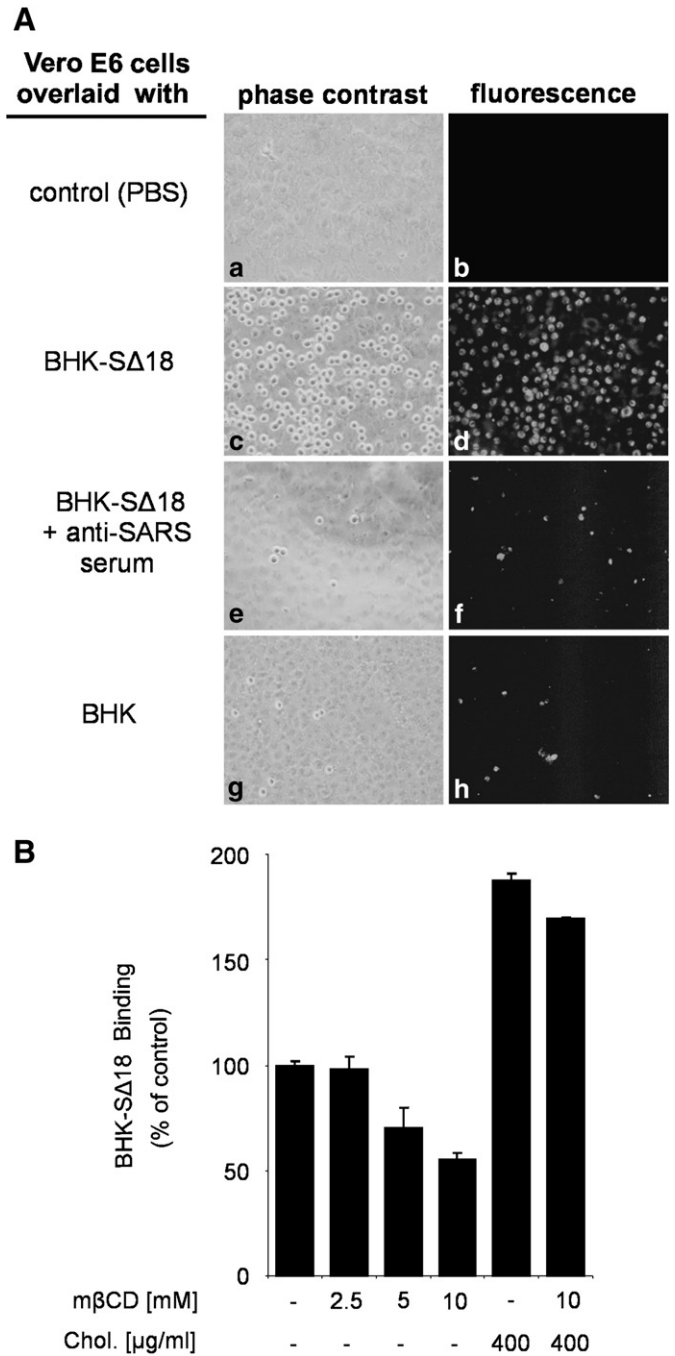 A
Vero E6 cells
overlaid with
phase contrast
fluorescence
control (PBS)
a
b
BHK-SΔ18
c
d
BHK-SΔ18
+ anti-SARS
serum
e
f
BHK
g
h
B
BHK-SΔ18 Binding
(% of control)
200
150
100
50
0
mβCD [mM] - 2.5 5 10 - 10
Chol. [µg/ml] - - - - 400 400